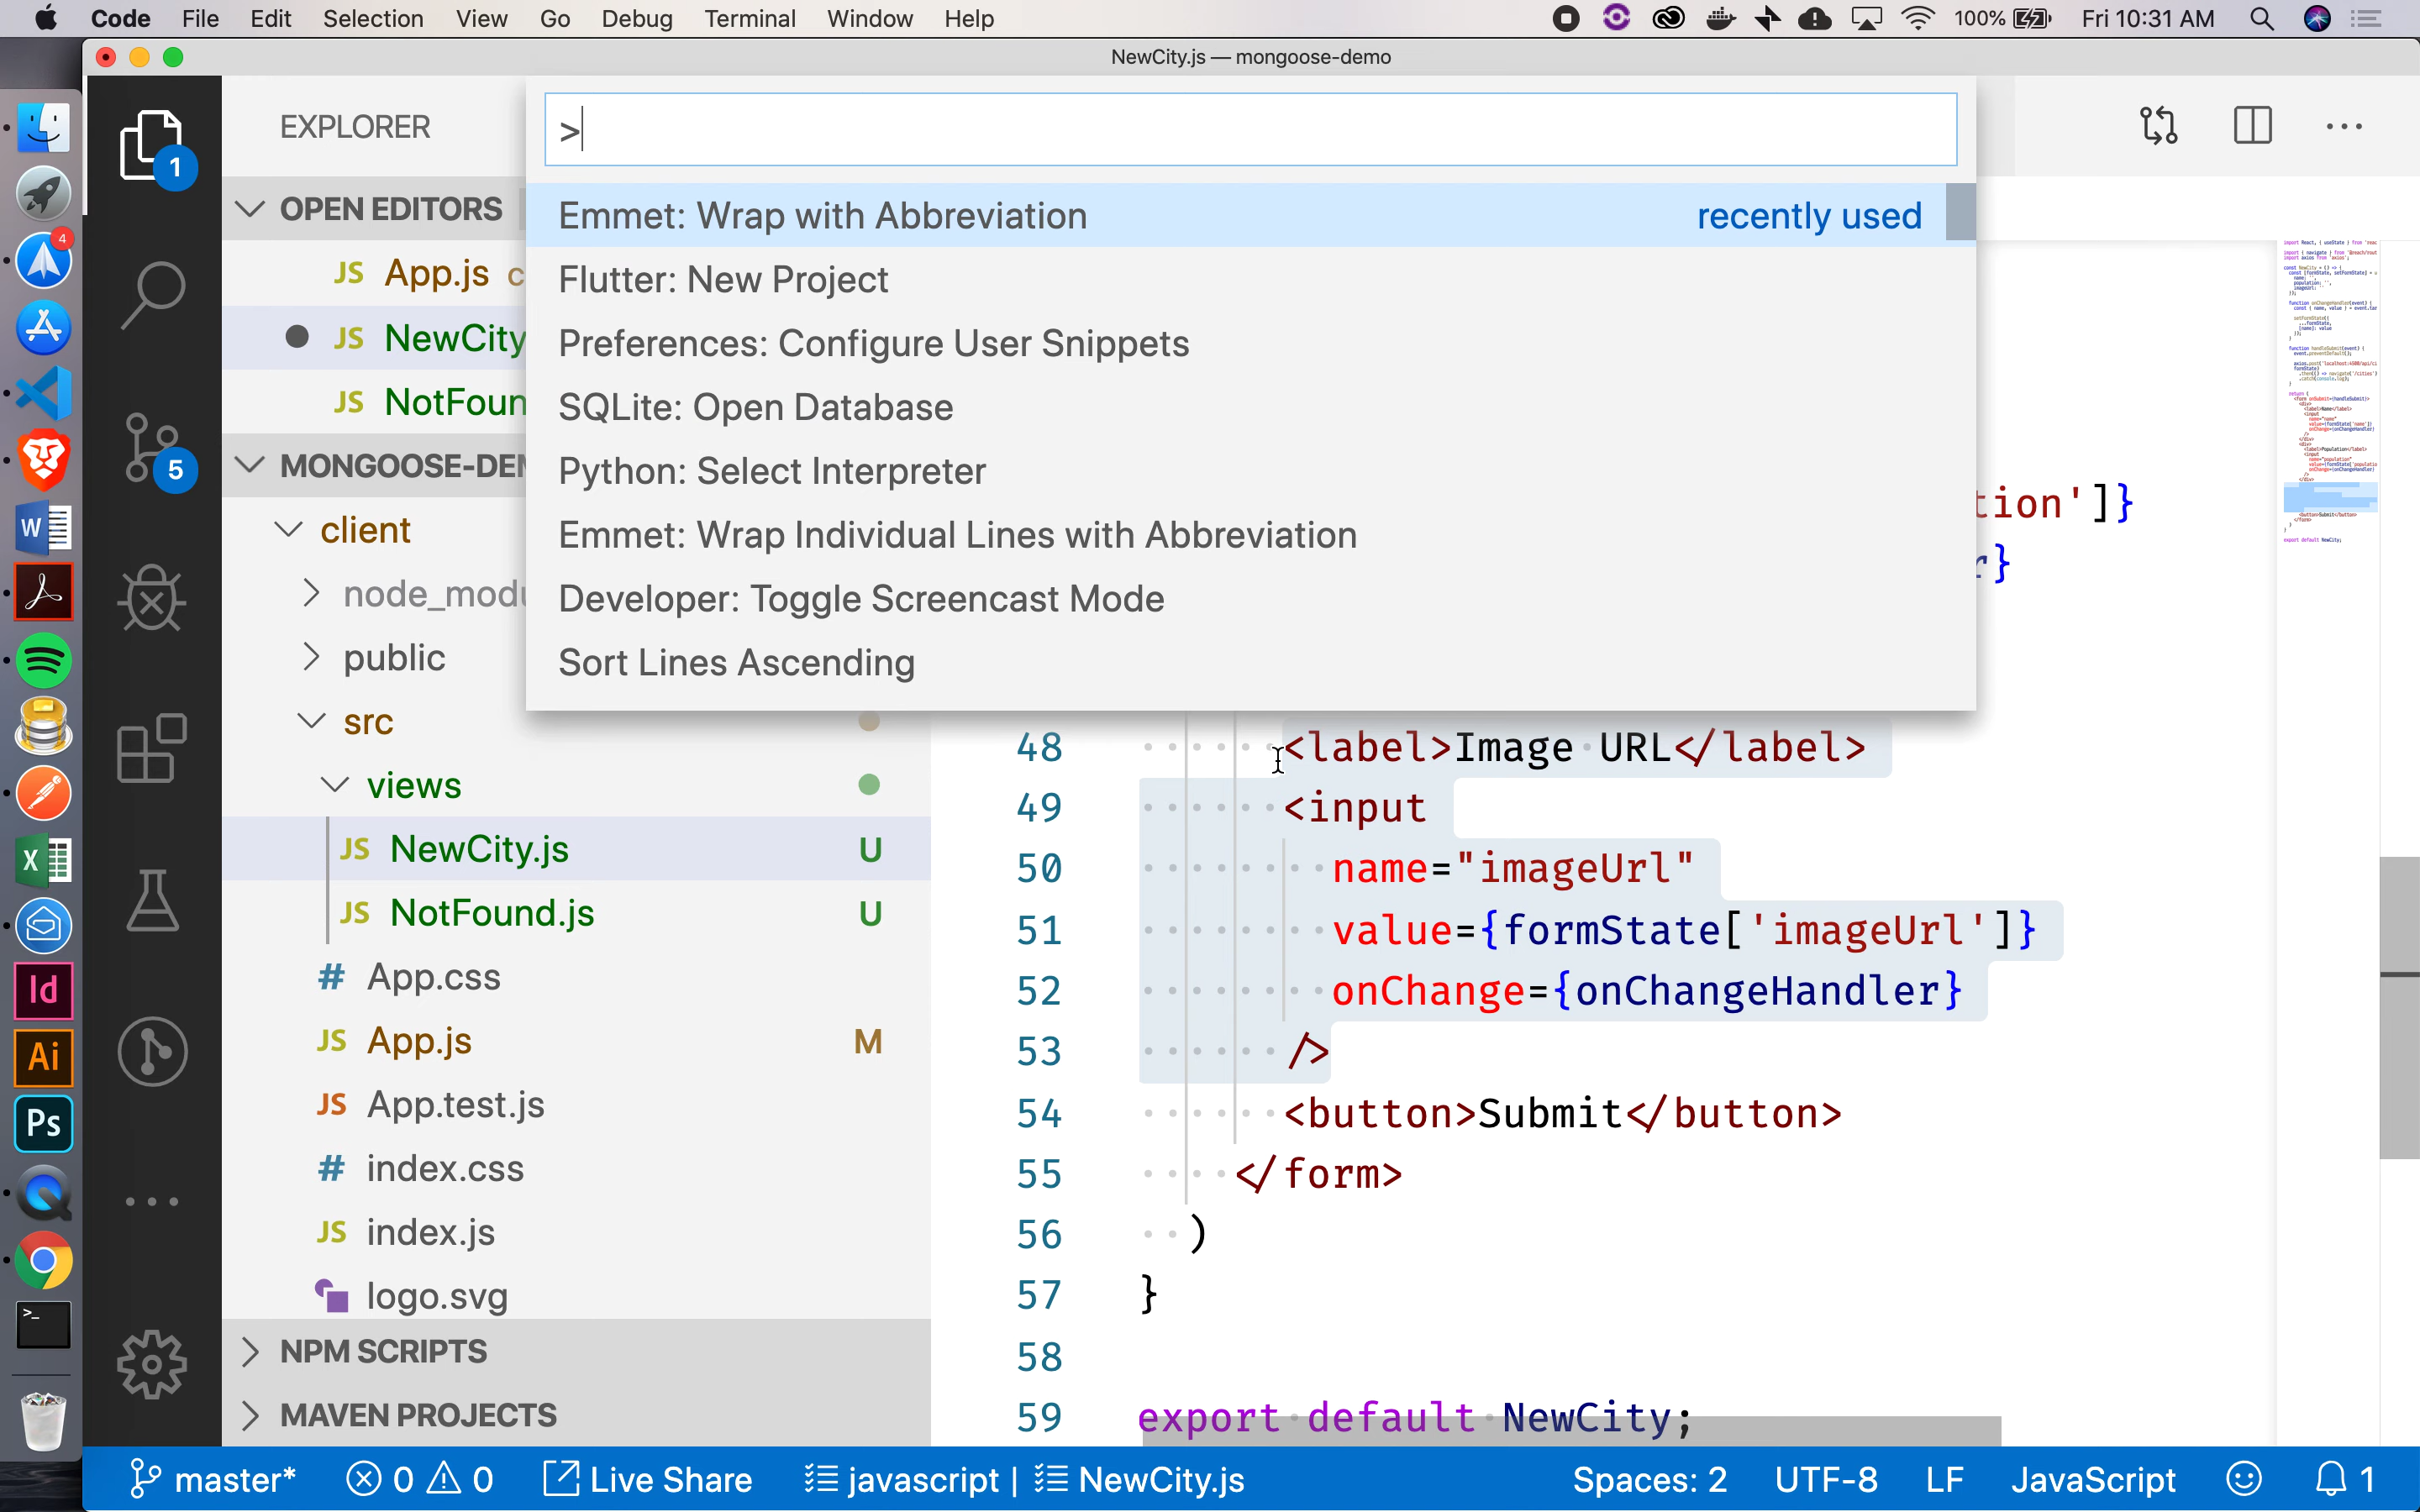 Code File Edit Selection View Go Debug Terminal Window Help
100% Fri 10:31 AM
NewCity.js — mongoose-demo
EXPLORER
>
Emmet: Wrap with Abbreviation recently used
Flutter: New Project
Preferences: Configure User Snippets
SQLite: Open Database
Python: Select Interpreter
Emmet: Wrap Individual Lines with Abbreviation
Developer: Toggle Screencast Mode
Sort Lines Ascending
1
OPEN EDITORS
JS App.js c
JS NewCity
JS NotFoun
5
MONGOOSE-DEM
client
node_modu
public
src
views
JS NewCity.js U
JS NotFound.js U
# App.css
JS App.js M
JS App.test.js
# index.css
JS index.js
logo.svg
NPM SCRIPTS
MAVEN PROJECTS
tion']}
r}
48 <label>Image URL</label>
49 <input
50 name="imageUrl"
51 value={formState['imageUrl']}
52 onChange={onChangeHandler}
53 />
54 <button>Submit</button>
55 </form>
56 )
57 }
58
59 export default NewCity;
4
W
X
Id
Ai
Ps
>_
master* 0 0 Live Share javascript | NewCity.js Spaces: 2 UTF-8 LF JavaScript 1